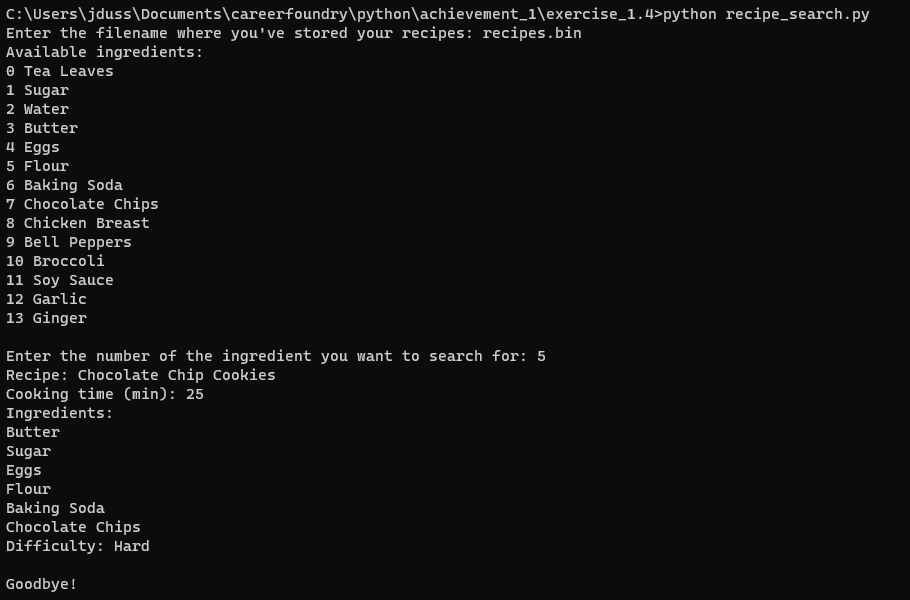 C:\Users\jduss\Documents\careerfoundry\python\achievement_1\exercise_1.4>python recipe_search.py
Enter the filename where you've stored your recipes: recipes.bin
Available ingredients:
0 Tea Leaves
1 Sugar
2 Water
3 Butter
4 Eggs
5 Flour
6 Baking Soda
7 Chocolate Chips
8 Chicken Breast
9 Bell Peppers
10 Broccoli
11 Soy Sauce
12 Garlic
13 Ginger
Enter the number of the ingredient you want to search for: 5
Recipe: Chocolate Chip Cookies
Cooking time (min): 25
Ingredients:
Butter
Sugar
Eggs
Flour
Baking Soda
Chocolate Chips
Difficulty: Hard
Goodbye!